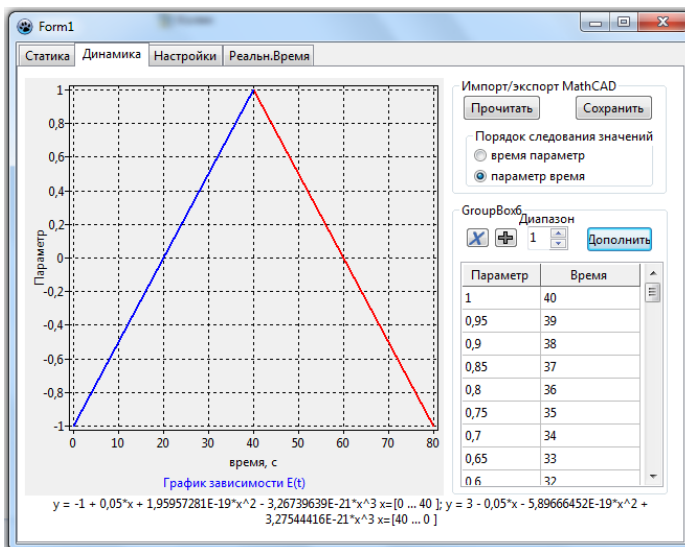 Form1
Статика Динамика Настройки Реальн.Время
1
0,8
0,6
0,4
0,2
0
-0,2
-0,4
-0,6
-0,8
-1
Параметр
0 10 20 30 40 50 60 70 80
время, с
График зависимости E(t)
Импорт/экспорт MathCAD
Прочитать Сохранить
Порядок следования значений
время параметр
параметр время
GroupBox6
Диапазон
1 Дополнить
Параметр Время
1 40
0,95 39
0,9 38
0,85 37
0,8 36
0,75 35
0,7 34
0,65 33
0,6 32
y = -1 + 0,05*x + 1,95957281E-19*x^2 - 3,26739639E-21*x^3 x=[0 ... 40 ]; y = 3 - 0,05*x - 5,89666452E-19*x^2 +
3,27544416E-21*x^3 x=[40 ... 0 ]